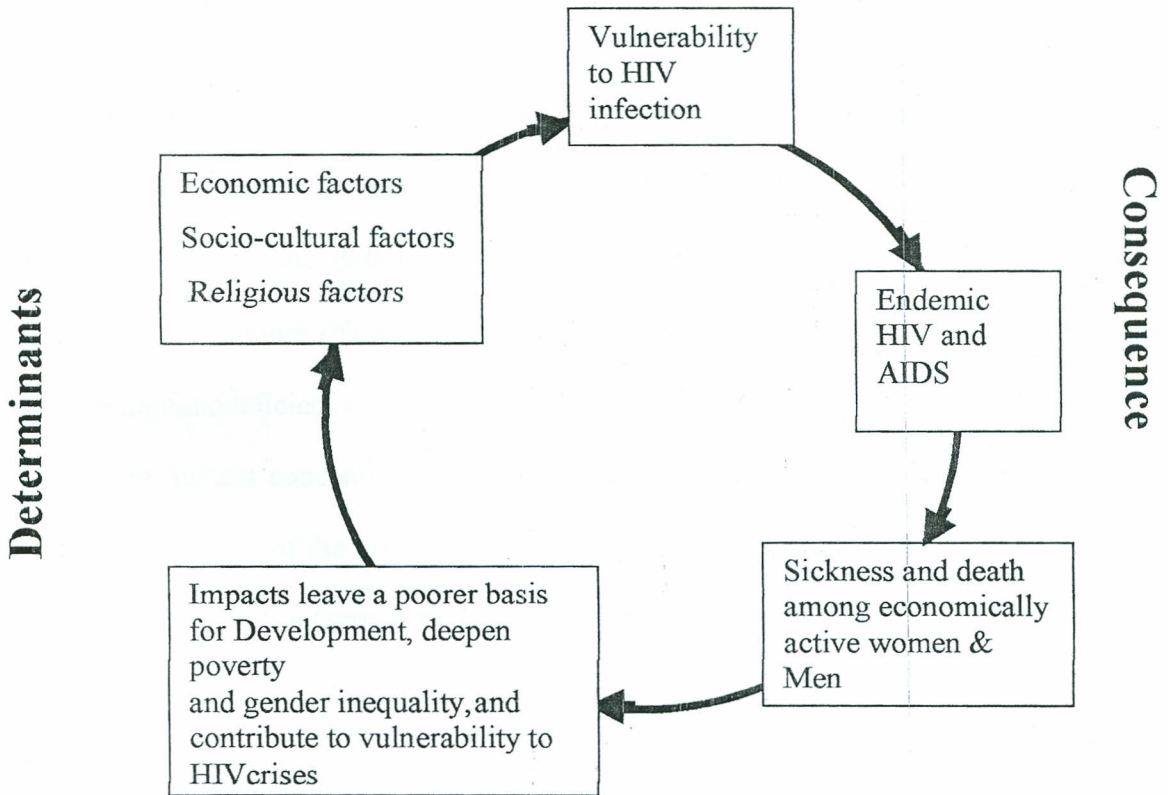 Vulnerability
to HIV
infection
Economic factors
Socio-cultural factors
Religious factors
Endemic
HIV and
AIDS
Sickness and death
among economically
active women &
Men
Impacts leave a poorer basis
for Development, deepen
poverty
and gender inequality,and
contribute to vulnerability to
HIVcrises
Determinants
Consequence